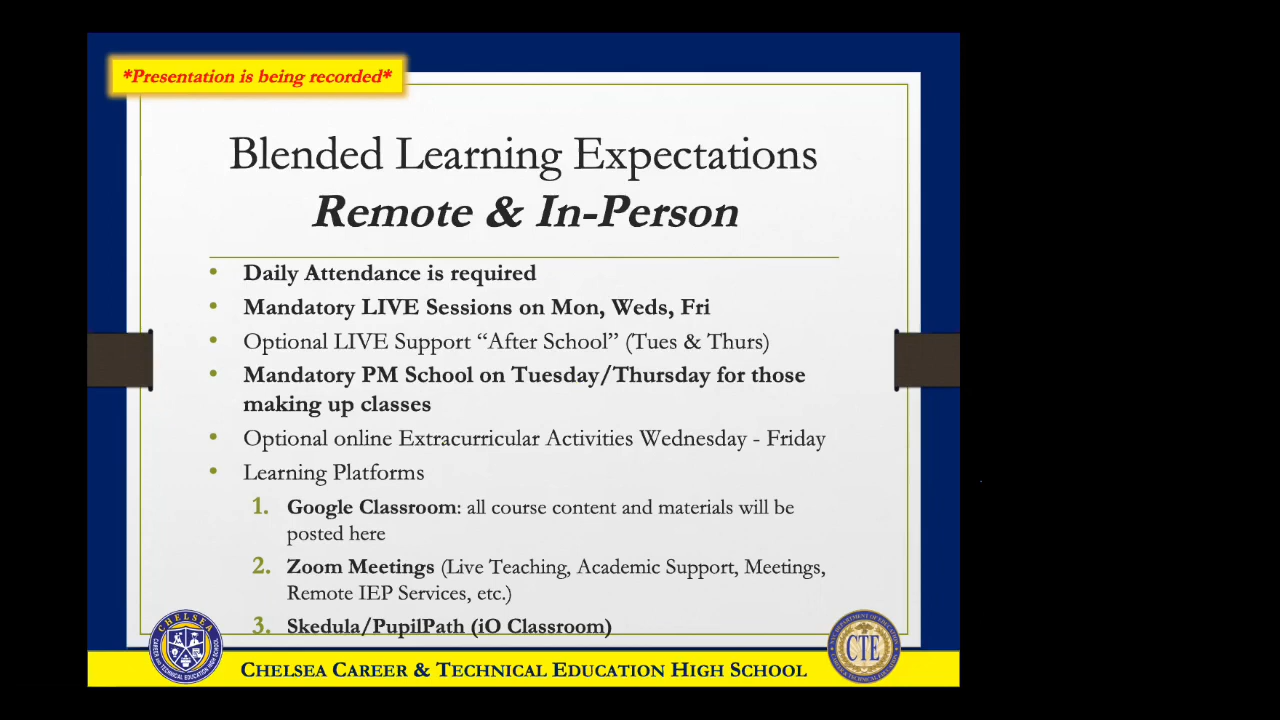 *Presentation is being recorded*
Blended Learning Expectations
Remote & In-Person
• Daily Attendance is required
• Mandatory LIVE Sessions on Mon, Weds, Fri
• Optional LIVE Support “After School” (Tues & Thurs)
• Mandatory PM School on Tuesday/Thursday for those
making up classes
• Optional online Extracurricular Activities Wednesday - Friday
• Learning Platforms
1. Google Classroom: all course content and materials will be
posted here
2. Zoom Meetings (Live Teaching, Academic Support, Meetings,
Remote IEP Services, etc.)
3. Skedula/PupilPath (iO Classroom)
CHELSEA
CTE
CHELSEA CAREER & TECHNICAL EDUCATION HIGH SCHOOL